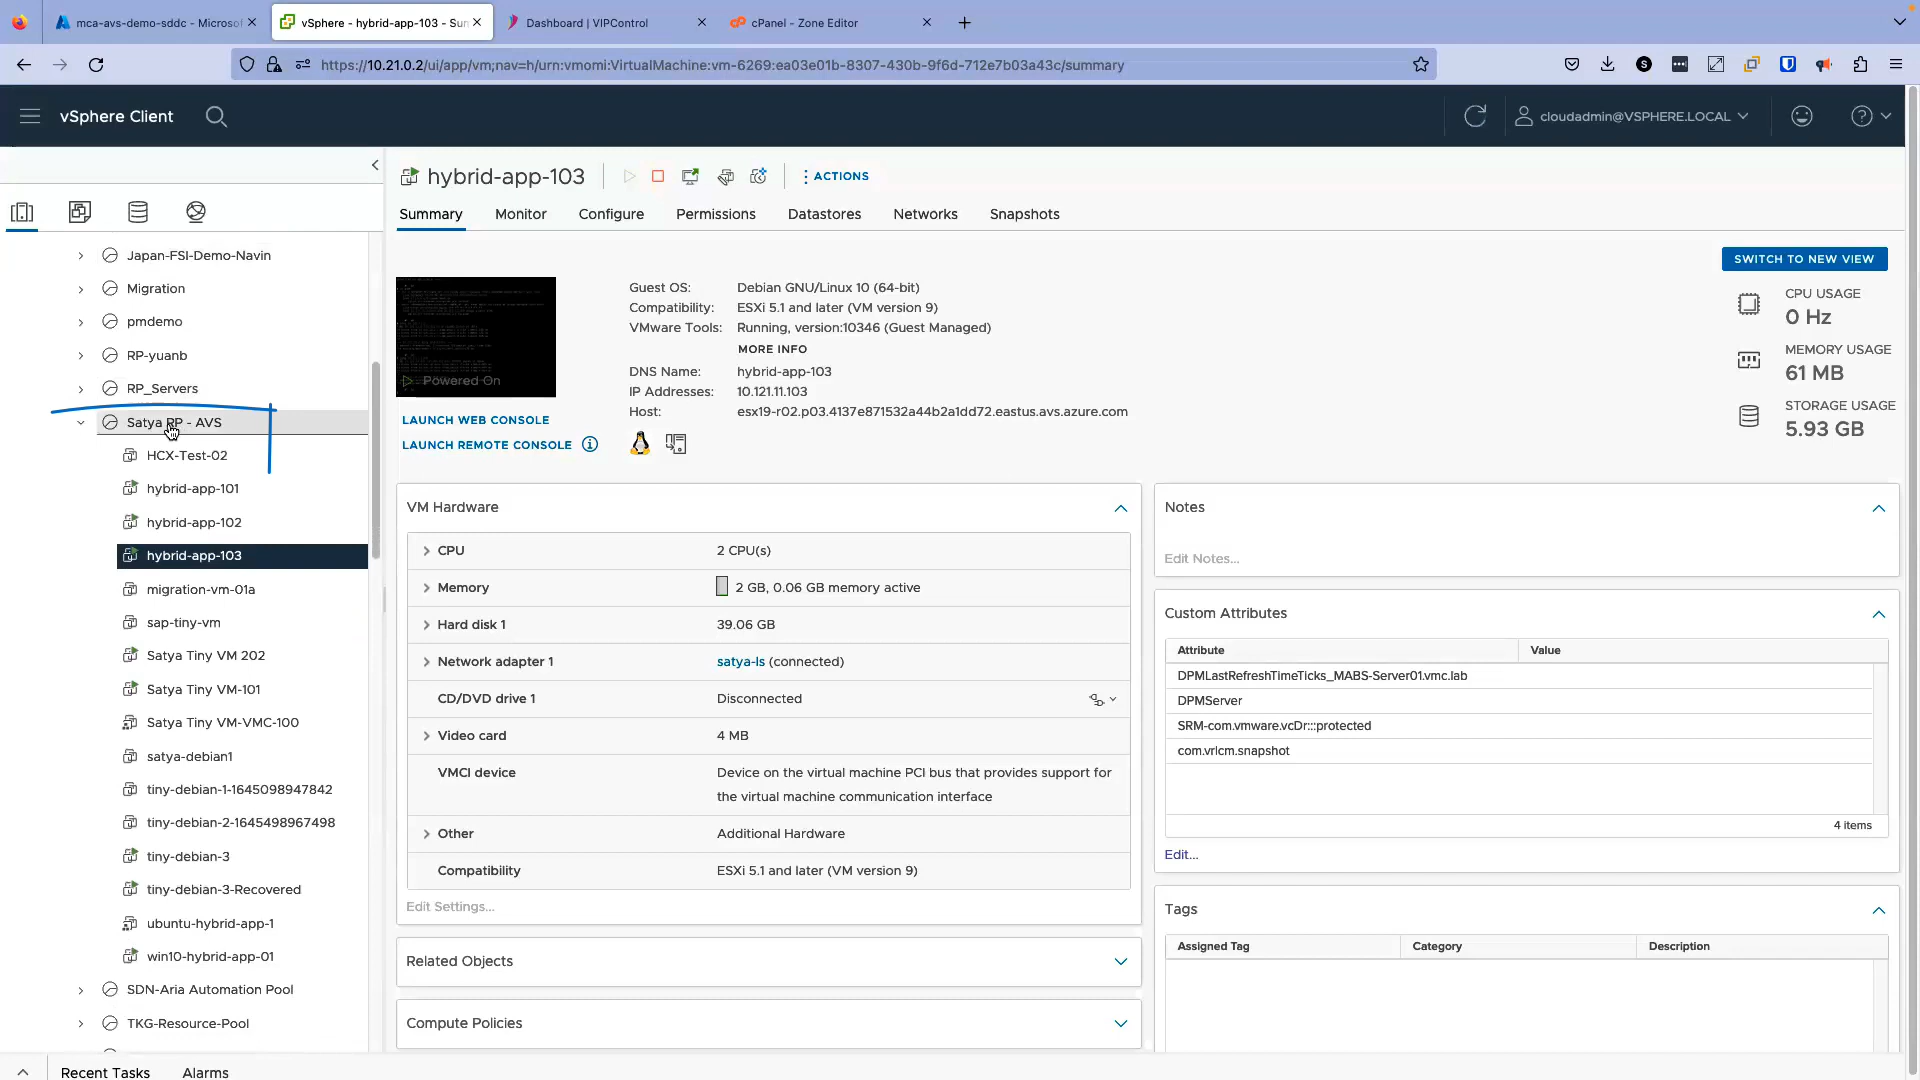 mca-avs-demo-sddc - Microsof
vSphere - hybrid-app-103 - Sum
Dashboard | VIPControl
cPanel - Zone Editor
https://10.21.0.2/ui/app/vm;nav=h/urn:vmomi:VirtualMachine:vm-6269:ea03e01b-8307-430b-9f6d-712e7b03a43c/summary
vSphere Client
cloudadmin@VSPHERE.LOCAL
hybrid-app-103
ACTIONS
Summary
Monitor
Configure
Permissions
Datastores
Networks
Snapshots
Japan-FSI-Demo-Navin
Migration
pmdemo
RP-yuanb
RP_Servers
Satya RP - AVS
HCX-Test-02
hybrid-app-101
hybrid-app-102
hybrid-app-103
migration-vm-01a
sap-tiny-vm
Satya Tiny VM 202
Satya Tiny VM-101
Satya Tiny VM-VMC-100
satya-debian1
tiny-debian-1-1645098947842
tiny-debian-2-1645498967498
tiny-debian-3
tiny-debian-3-Recovered
ubuntu-hybrid-app-1
win10-hybrid-app-01
SDN-Aria Automation Pool
TKG-Resource-Pool
Powered On
LAUNCH WEB CONSOLE
LAUNCH REMOTE CONSOLE
Guest OS: Debian GNU/Linux 10 (64-bit)
Compatibility: ESXi 5.1 and later (VM version 9)
VMware Tools: Running, version:10346 (Guest Managed)
MORE INFO
DNS Name: hybrid-app-103
IP Addresses: 10.121.11.103
Host: esx19-r02.p03.4137e871532a44b2a1dd72.eastus.avs.azure.com
SWITCH TO NEW VIEW
CPU USAGE
0 Hz
MEMORY USAGE
61 MB
STORAGE USAGE
5.93 GB
VM Hardware
CPU 2 CPU(s)
Memory 2 GB, 0.06 GB memory active
Hard disk 1 39.06 GB
Network adapter 1 satya-ls (connected)
CD/DVD drive 1 Disconnected
Video card 4 MB
VMCI device Device on the virtual machine PCI bus that provides support for
the virtual machine communication interface
Other Additional Hardware
Compatibility ESXi 5.1 and later (VM version 9)
Edit Settings...
Related Objects
Compute Policies
Notes
Edit Notes...
Custom Attributes
Attribute Value
DPMLastRefreshTimeTicks_MABS-Server01.vmc.lab
DPMServer
SRM-com.vmware.vcDr:::protected
com.vrlcm.snapshot
4 items
Edit...
Tags
Assigned Tag Category Description
Recent Tasks
Alarms